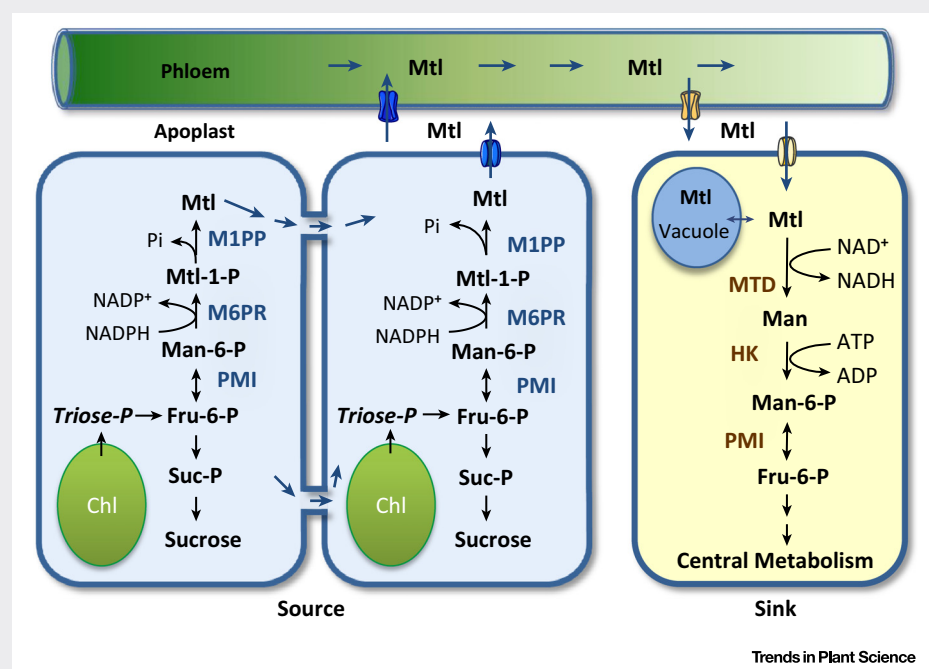 Phloem
Mtl
Mtl
Apoplast
Mtl
Mtl
Mtl
Pi
M1PP
Mtl-1-P
NADP⁺
M6PR
NADPH
Man-6-P
PMI
Triose-P
Fru-6-P
Suc-P
Chl
Sucrose
Mtl
Pi
M1PP
Mtl-1-P
NADP⁺
M6PR
NADPH
Man-6-P
PMI
Triose-P
Fru-6-P
Suc-P
Chl
Sucrose
Source
Mtl
Vacuole
Mtl
NAD⁺
MTD
NADH
Man
HK
ATP
ADP
Man-6-P
PMI
Fru-6-P
Central Metabolism
Sink
Trends in Plant Science